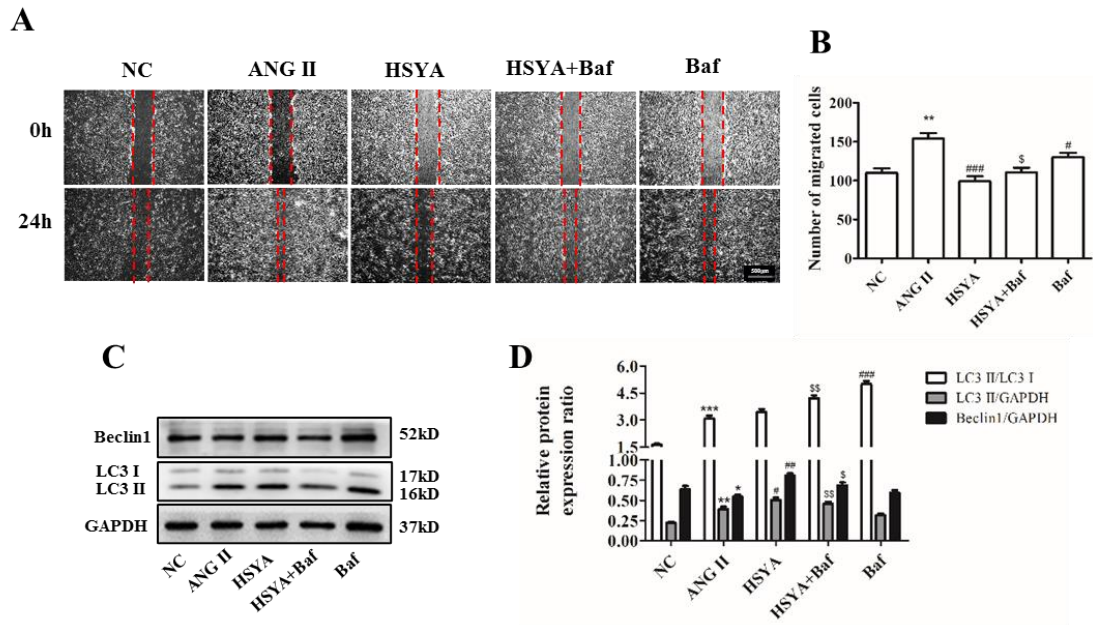 A
NC ANG II HSYA HSYA+Baf Baf
0h
24h
500µm
B
Number of migrated cells
200
150
100
50
0
** ### $ #
NC ANG II HSYA HSYA+Baf Baf
C
Beclin1 52kD
LC3 I 17kD
LC3 II 16kD
GAPDH 37kD
NC ANG II HSYA HSYA+Baf Baf
D
Relative protein
expression ratio
6.0
4.5
3.0
1.5
1.00
0.75
0.50
0.25
0.00
*** $$ ###
** * # ## $$ $
NC ANG II HSYA HSYA+Baf Baf
LC3 II/LC3 I
LC3 II/GAPDH
Beclin1/GAPDH